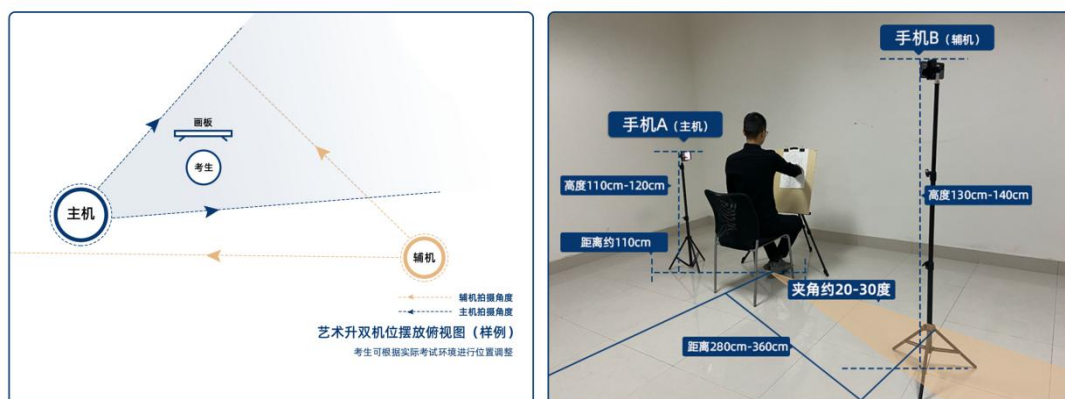 画板
考生
主机
辅机
辅机拍摄角度
主机拍摄角度
艺术升双机位摆放俯视图（样例）
考生可根据实际考试环境进行位置调整
手机B（辅机）
手机A（主机）
高度110cm-120cm
高度130cm-140cm
距离约110cm
夹角约20-30度
距离280cm-360cm